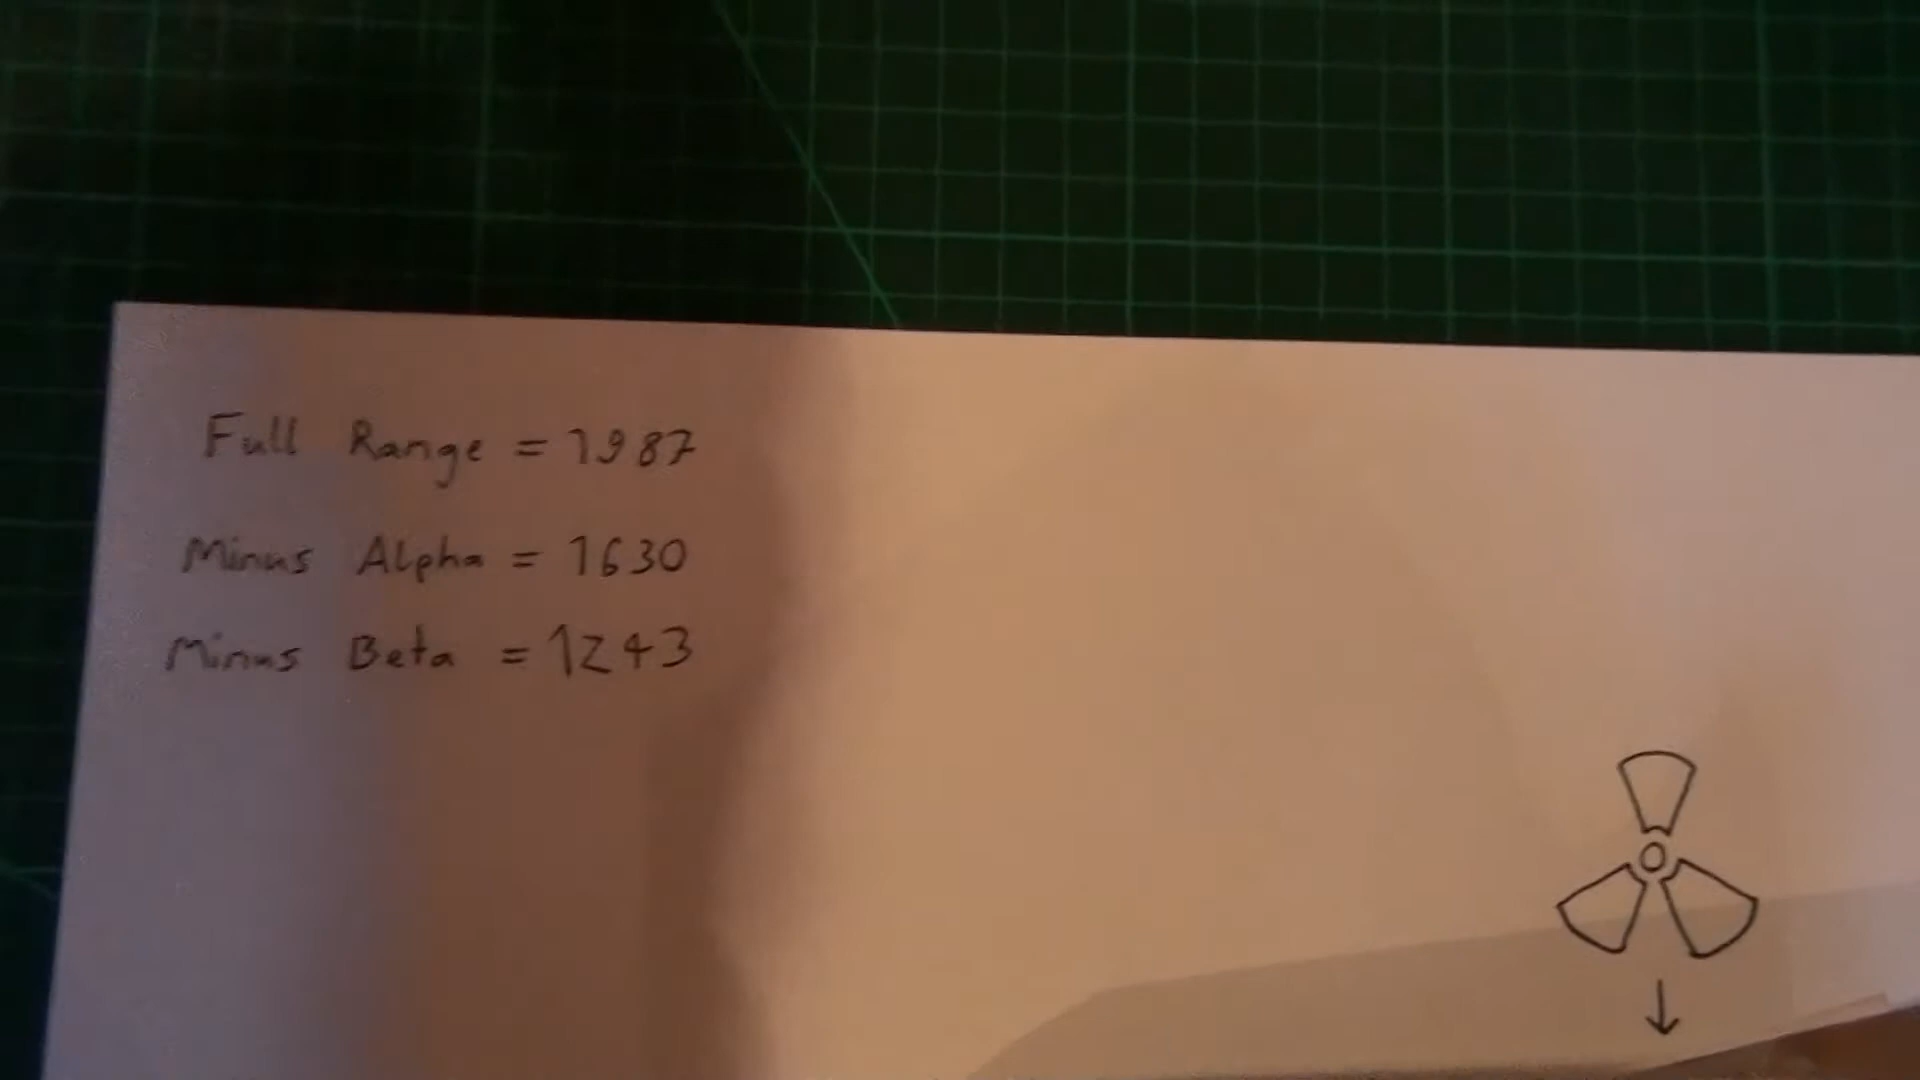 Full Range = 1987
Minus Alpha = 1630
Minus Beta = 1243